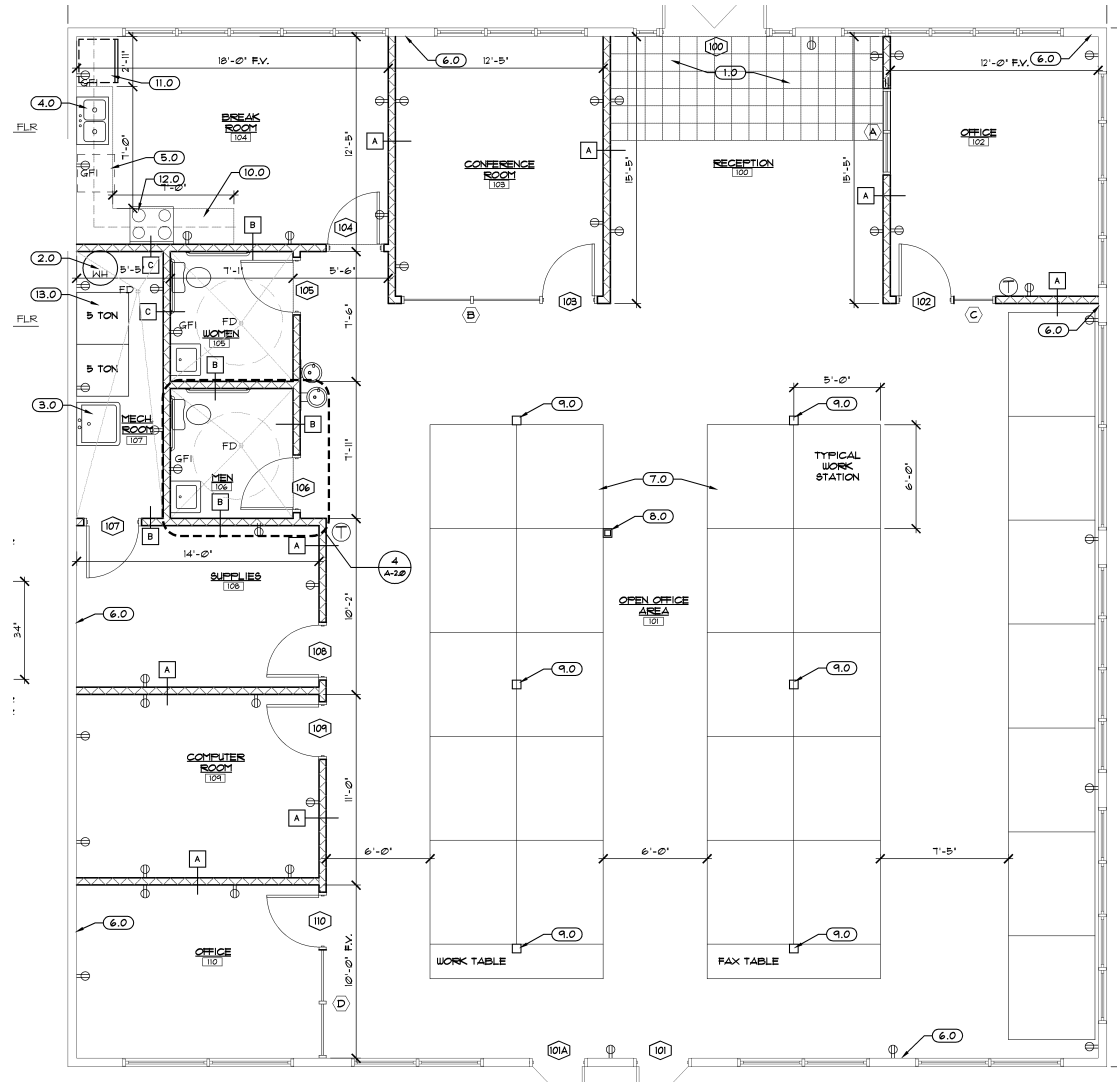 100
6.0
6.0
18'-0" F.V.
12'-5"
1.0
12'-0" F.V.
2'-11"
GFI
11.0
4.0
FLR
BREAK
ROOM
104
A
OFFICE
102
12'-5"
A
A
7'-0"
5.0
CONFERENCE
ROOM
103
RECEPTION
100
15'-5"
15'-5"
GFI
12.0
10.0
7'-0"
A
B
104
2.0
WH
5'-5"
C
7'-1"
5'-6"
FD
105
103
102
T
A
13.0
5 TON
C
B
C
FLR
GFI
FD
WOMEN
105
7'-6"
6.0
5 TON
B
5'-0"
3.0
9.0
9.0
MECH.
ROOM
107
B
FD
7'-11"
GFI
TYPICAL
WORK
STATION
6'-0"
MEN
106
106
7.0
B
8.0
107
B
A
T
14'-0"
4
A-2.0
SUPPLIES
108
10'-2"
OPEN OFFICE
AREA
101
6.0
34"
108
A
9.0
9.0
109
COMPUTER
ROOM
109
11'-0"
A
A
6'-0"
6'-0"
7'-5"
6.0
110
9.0
9.0
OFFICE
110
10'-0" F.V.
WORK TABLE
FAX TABLE
D
101A
101
6.0